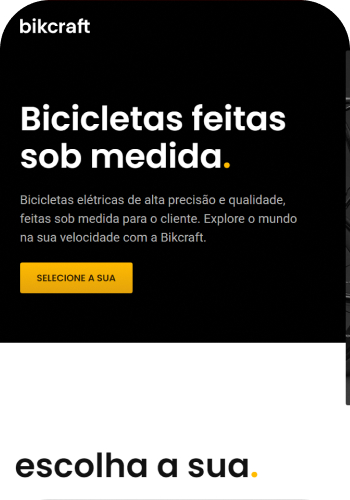 bikcraft
Bicicletas feitas
sob medida.
Bicicletas elétricas de alta precisão e qualidade,
feitas sob medida para o cliente. Explore o mundo
na sua velocidade com a Bikcraft.
SELECIONE A SUA
escolha a sua.